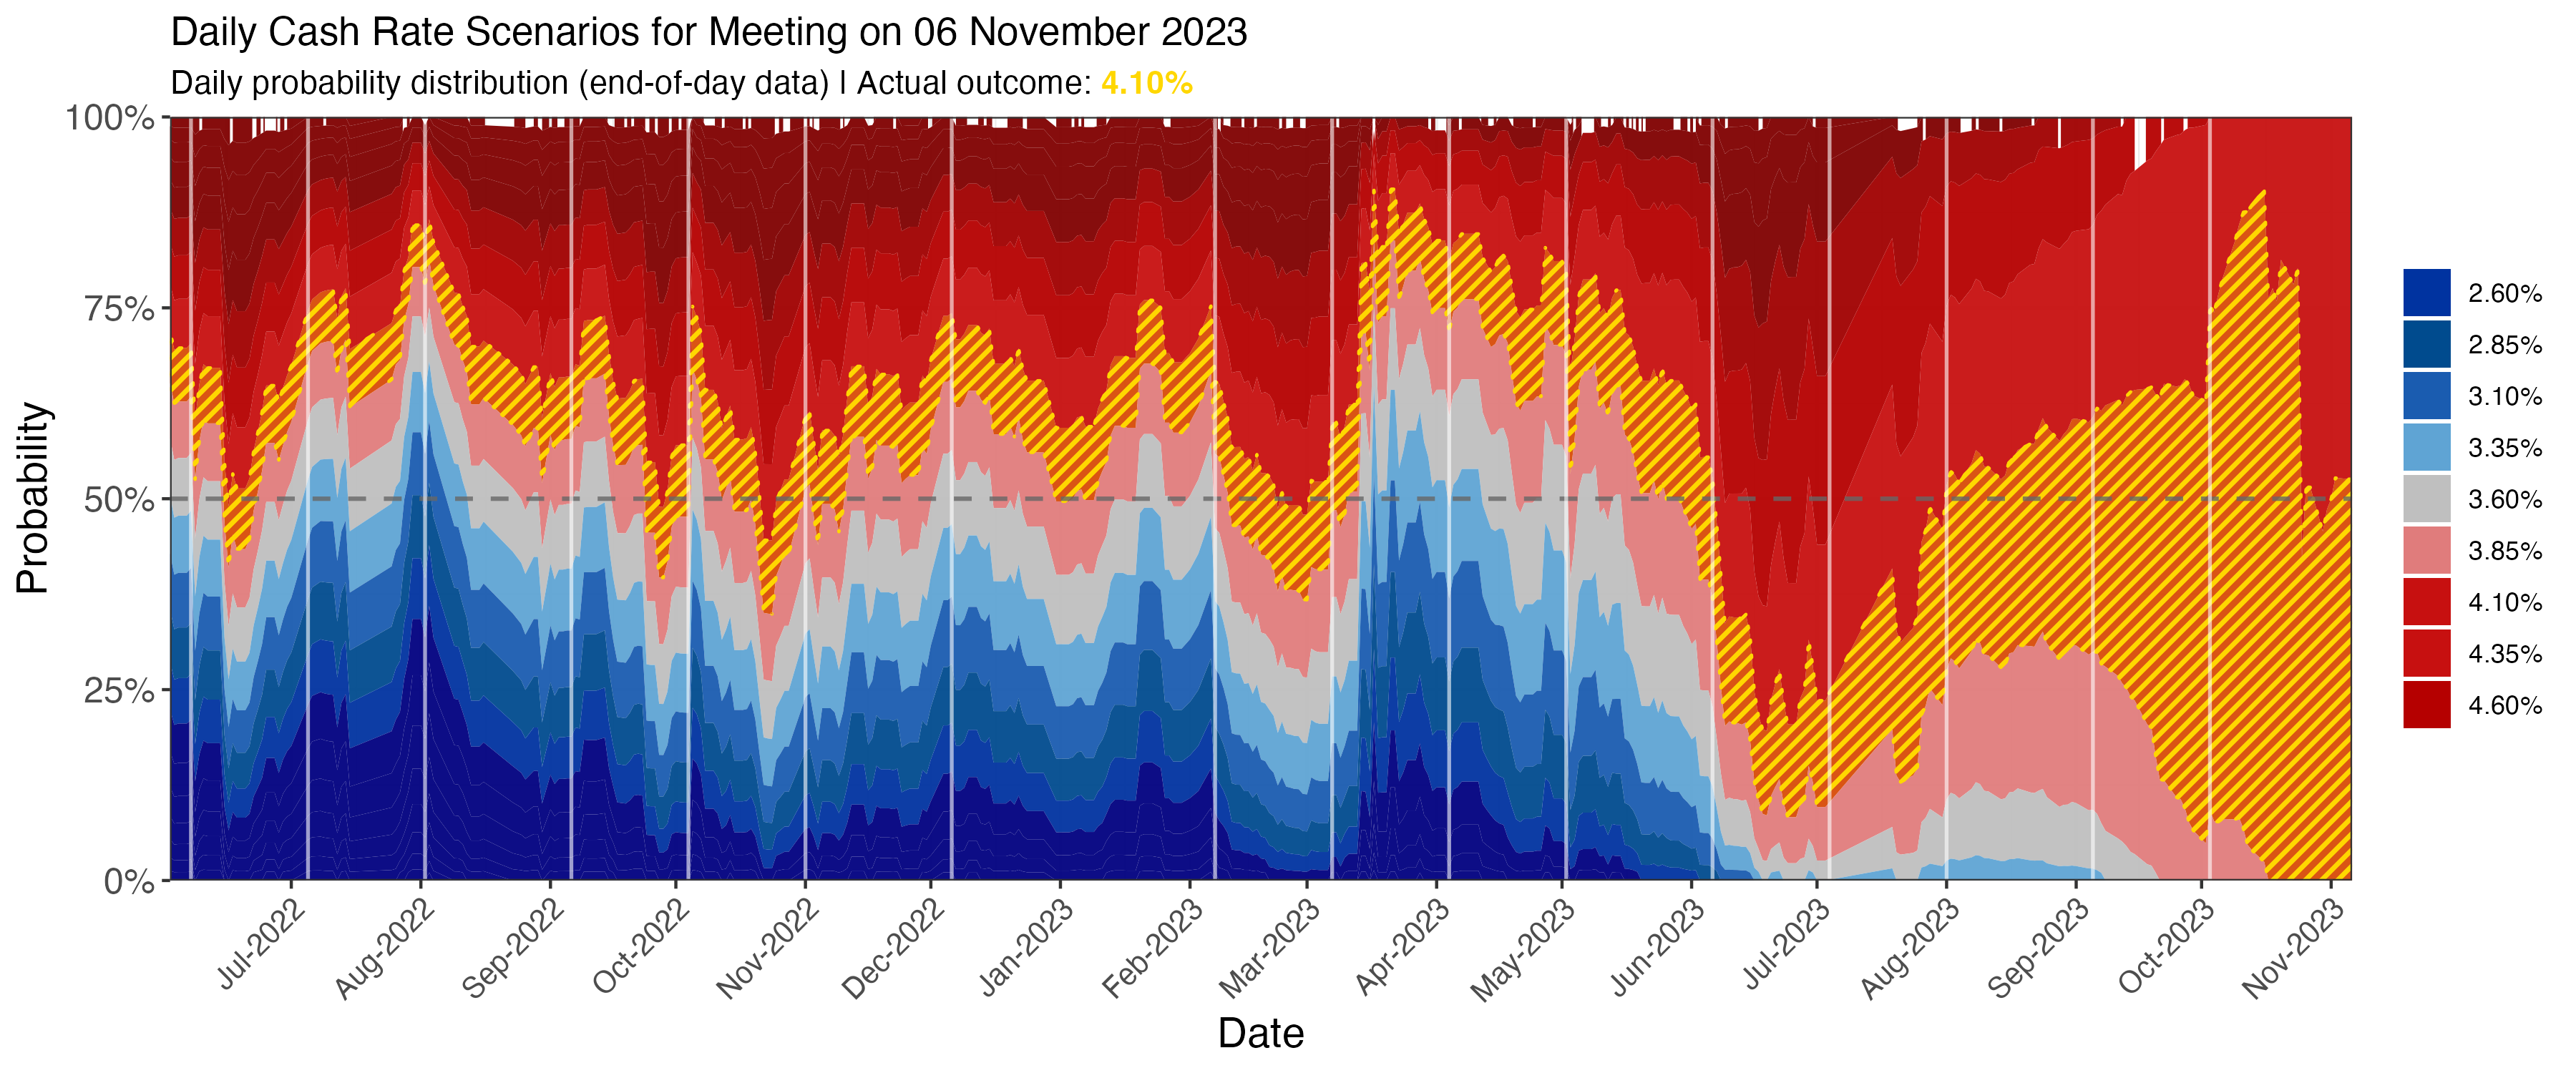 Daily Cash Rate Scenarios for Meeting on 06 November 2023
Daily probability distribution (end-of-day data) | Actual outcome: 4.10%
Probability
100%
75%
50%
25%
0%
Jul-2022
Aug-2022
Sep-2022
Oct-2022
Nov-2022
Dec-2022
Jan-2023
Feb-2023
Mar-2023
Apr-2023
May-2023
Jun-2023
Jul-2023
Aug-2023
Sep-2023
Oct-2023
Nov-2023
Date
2.60%
2.85%
3.10%
3.35%
3.60%
3.85%
4.10%
4.35%
4.60%